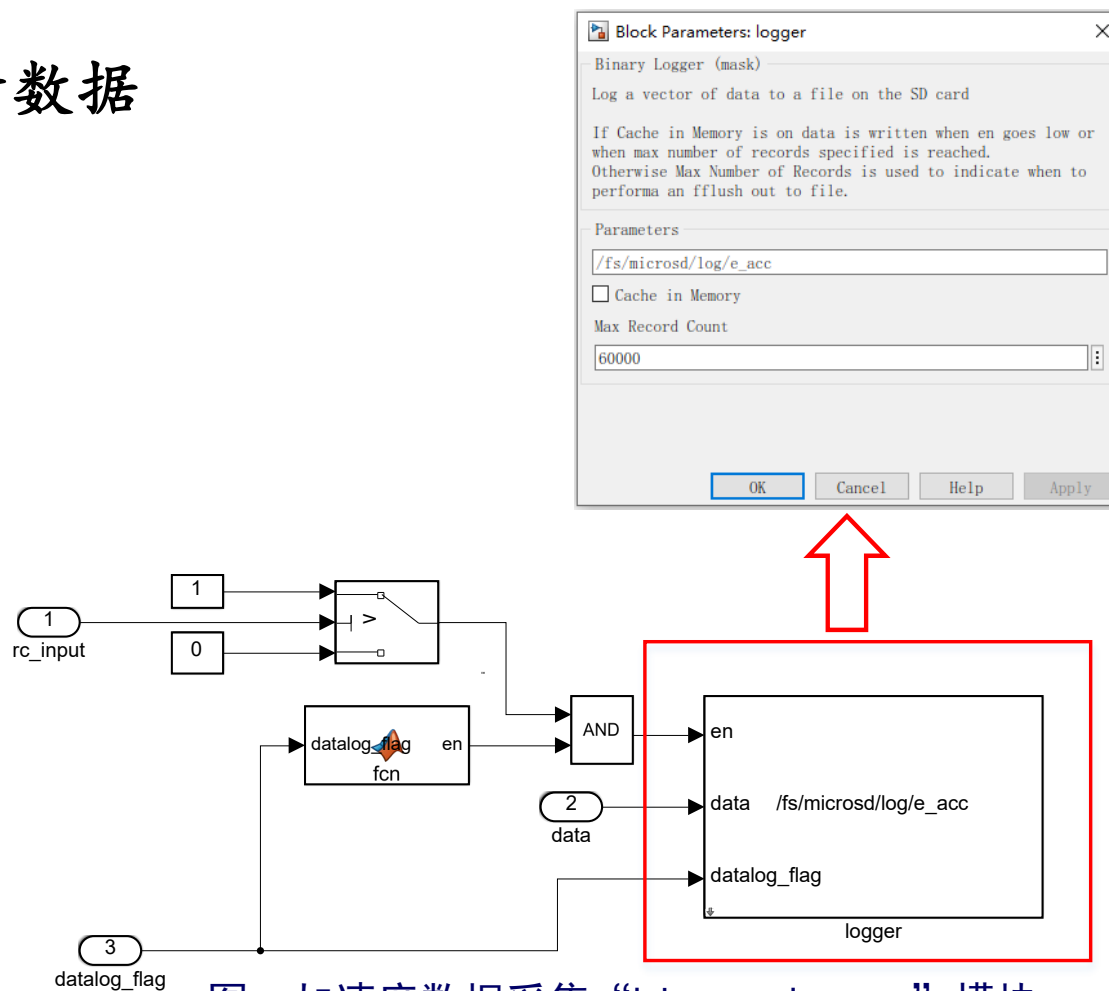 数据
Block Parameters: logger
Binary Logger (mask)
Log a vector of data to a file on the SD card
If Cache in Memory is on data is written when en goes low or
when max number of records specified is reached.
Otherwise Max Number of Records is used to indicate when to
performa an fflush out to file.
Parameters
/fs/microsd/log/e_acc
Cache in Memory
Max Record Count
60000
OK Cancel Help Apply
1
1
rc_input
>
0
datalog_flag en
fcn
AND
en
2
data
data /fs/microsd/log/e_acc
datalog_flag
logger
3
datalog_flag